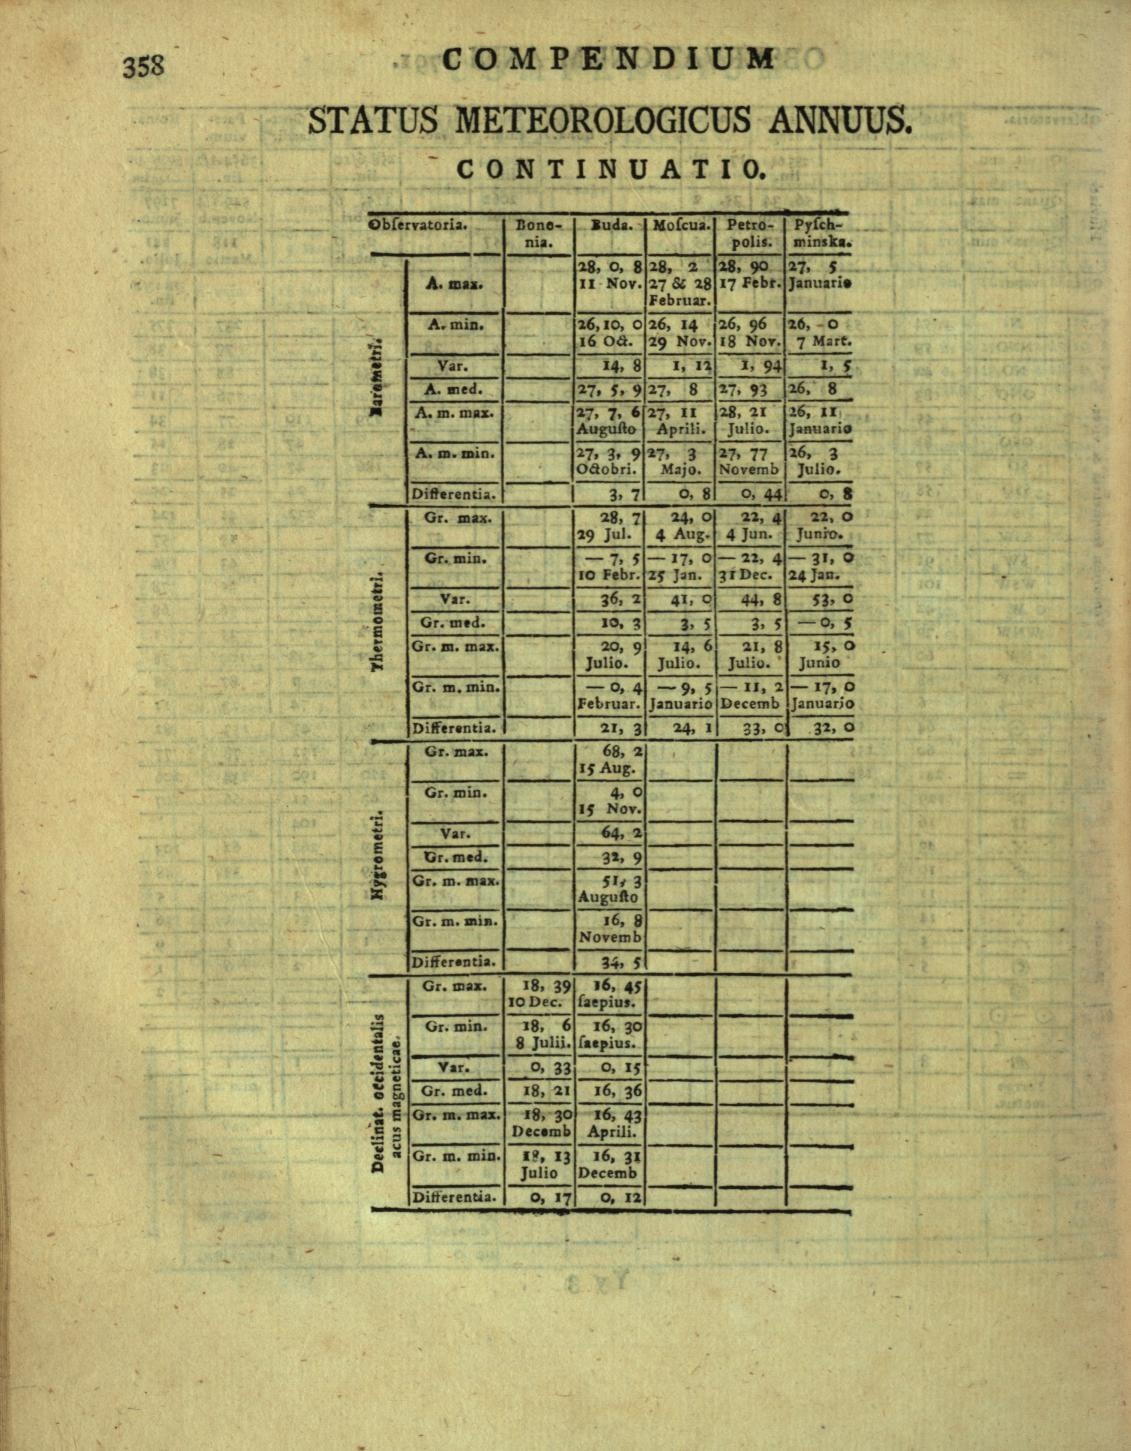 358
COMPENDIUM
STATUS METEOROLOGICUS ANNUUS.
CONTINUATIO.
Obſervatoria. Bono- Buda. Moſcua. Petro- Pyſch-
nia. polis. minska.
Barometri.
A. max. 28, 0, 8 28, 2 28, 90 27, 5
11 Nov. 27 & 28 17 Febr. Januario
Februar.
A. min. 26,10, 0 26, 14 26, 96 26, 0
16 Oct. 29 Nov. 18 Nov. 7 Mart.
Var. 14, 8 1, 12 1, 94 1, 5
A. med. 27, 5, 9 27, 8 27, 93 26, 8
A. m. max. 27, 7, 6 27, 11 28, 21 26, 11
Auguſto Aprili. Julio. Januario
A. m. min. 27, 3, 9 27, 3 27, 77 26, 3
Octobri. Majo. Novemb Julio.
Differentia. 3, 7 0, 8 0, 44 0, 8
Thermometri.
Gr. max. 28, 7 24, 0 22, 4 22, 0
29 Jul. 4 Aug. 4 Jun. Junio.
Gr. min. — 7, 5 — 17, 0 — 22, 4 — 31, 0
10 Febr. 25 Jan. 31 Dec. 24 Jan.
Var. 36, 2 41, 0 44, 8 53, 0
Gr. med. 10, 3 3, 5 3, 5 — 0, 5
Gr. m. max. 20, 9 14, 6 21, 8 15, 0
Julio. Julio. Julio. Junio
Gr. m. min. — 0, 4 — 9, 5 — 11, 2 — 17, 0
Februar. Januario Decemb Januario
Differentia. 21, 3 24, 1 33, 0 32, 0
Hygrometri.
Gr. max. 68, 2
15 Aug.
Gr. min. 4, 0
15 Nov.
Var. 64, 2
Gr. med. 32, 9
Gr. m. max. 51, 3
Auguſto
Gr. m. min. 16, 8
Novemb
Differentia. 34, 5
Declinat. occidentalis
acus magneticae.
Gr. max. 18, 39 16, 45
10 Dec. ſaepius.
Gr. min. 18, 6 16, 30
8 Julii. ſaepius.
Var. 0, 33 0, 15
Gr. med. 18, 21 16, 36
Gr. m. max. 18, 30 16, 43
Decemb Aprili.
Gr. m. min. 18, 13 16, 31
Julio Decemb
Differentia. 0, 17 0, 12